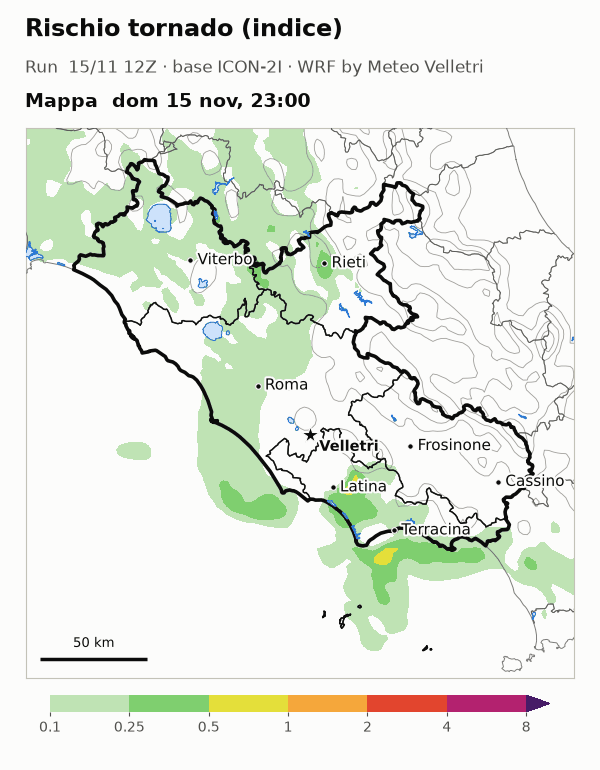 Rischio tornado (indice)
Run  15/11 12Z · base ICON-2I · WRF by Meteo Velletri
Mappa  dom 15 nov, 23:00
Viterbo
Rieti
Roma
Velletri
Frosinone
Cassino
Latina
Terracina
50 km
0.1 0.25 0.5 1 2 4 8